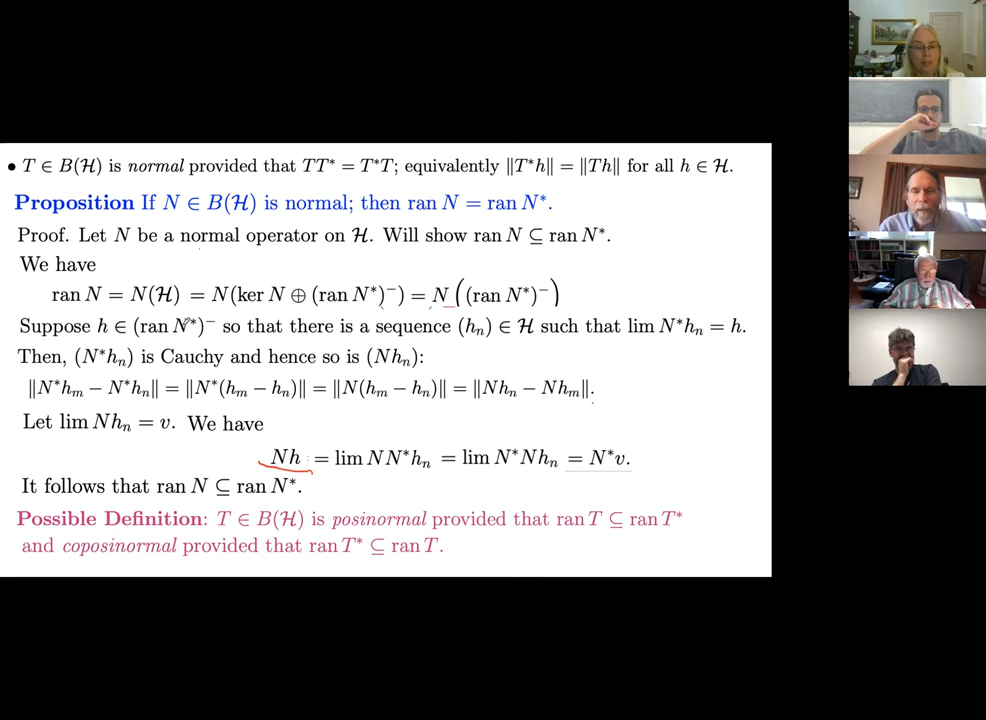 • T ∈ B(ℋ) is normal provided that TT* = T*T; equivalently ‖T*h‖ = ‖Th‖ for all h ∈ ℋ.
Proposition If N ∈ B(ℋ) is normal; then ran N = ran N*.
Proof. Let N be a normal operator on ℋ. Will show ran N ⊆ ran N*.
We have
ran N = N(ℋ) = N(ker N ⊕ (ran N*)⁻) = N((ran N*)⁻)
Suppose h ∈ (ran N*)⁻ so that there is a sequence (hₙ) ∈ ℋ such that lim N*hₙ = h.
Then, (N*hₙ) is Cauchy and hence so is (Nhₙ):
‖N*hₘ − N*hₙ‖ = ‖N*(hₘ − hₙ)‖ = ‖N(hₘ − hₙ)‖ = ‖Nhₙ − Nhₘ‖.
Let lim Nhₙ = v. We have
Nh = lim NN*hₙ = lim N*Nhₙ = N*v.
It follows that ran N ⊆ ran N*.
Possible Definition: T ∈ B(ℋ) is posinormal provided that ran T ⊆ ran T*
and coposinormal provided that ran T* ⊆ ran T.